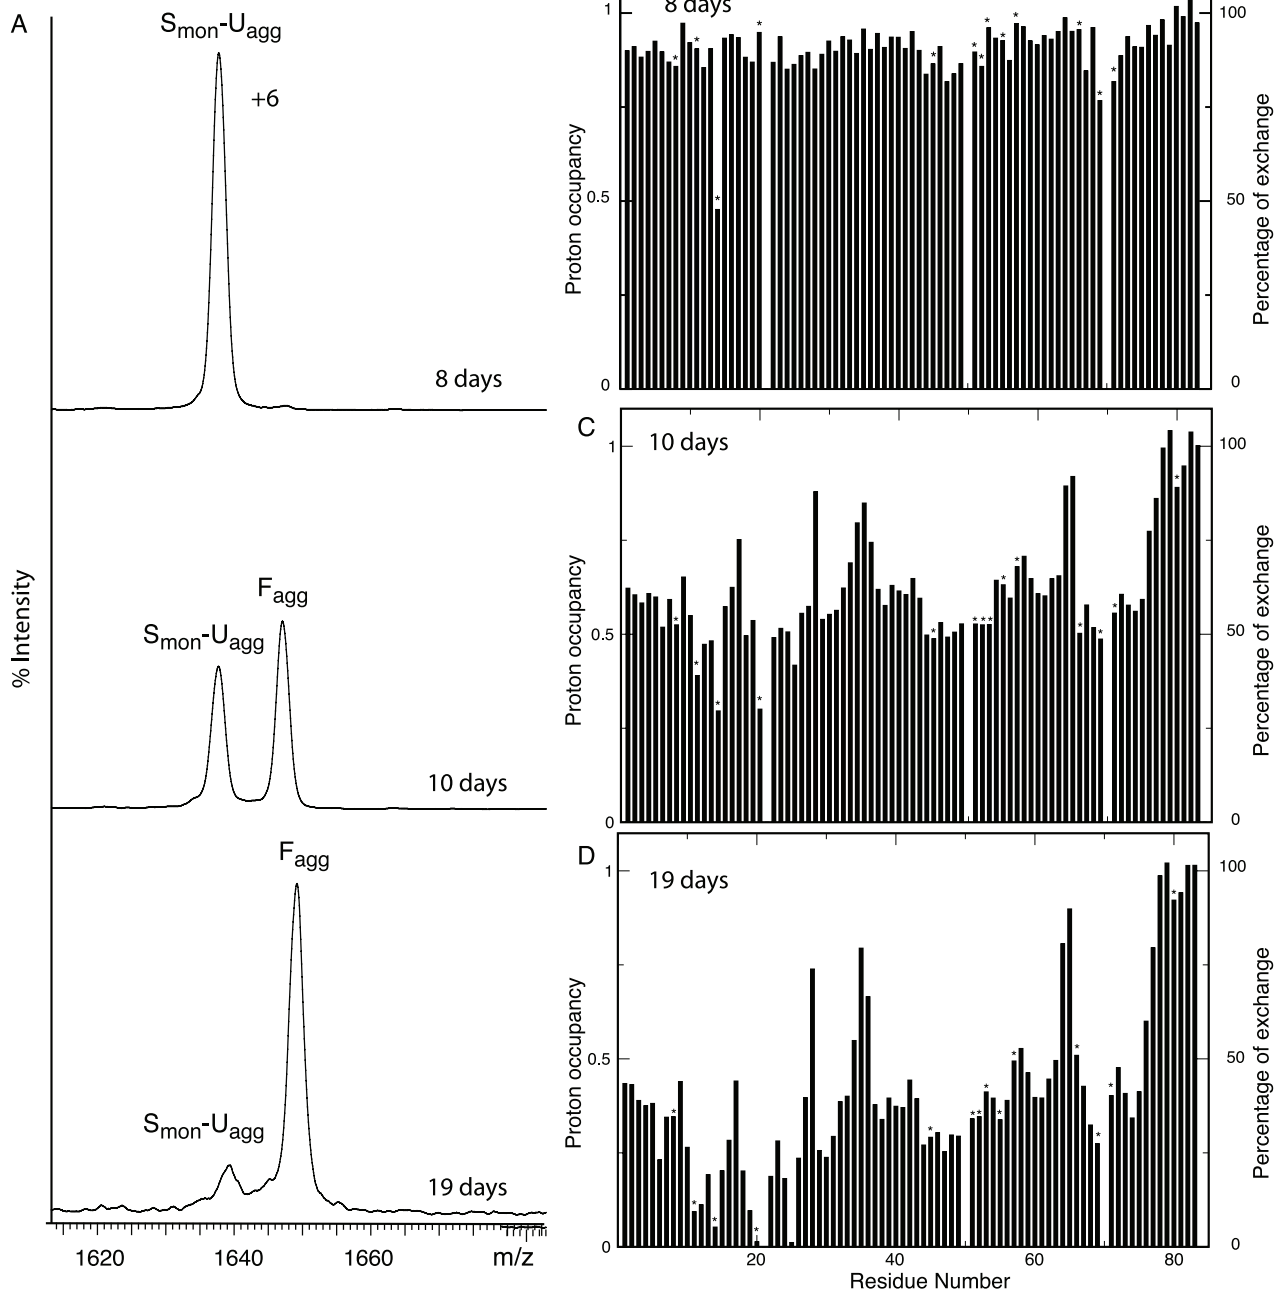 A
Smon-Uagg
+6
8 days
Fagg
Smon-Uagg
10 days
Fagg
Smon-Uagg
19 days
% Intensity
1620 1640 1660 m/z
8 days
1
0.5
0
100
50
0
Proton occupancy
Percentage of exchange
C
10 days
1
0.5
0
100
50
0
Proton occupancy
Percentage of exchange
D
19 days
1
0.5
0
100
50
0
Proton occupancy
Percentage of exchange
20 40 60 80
Residue Number